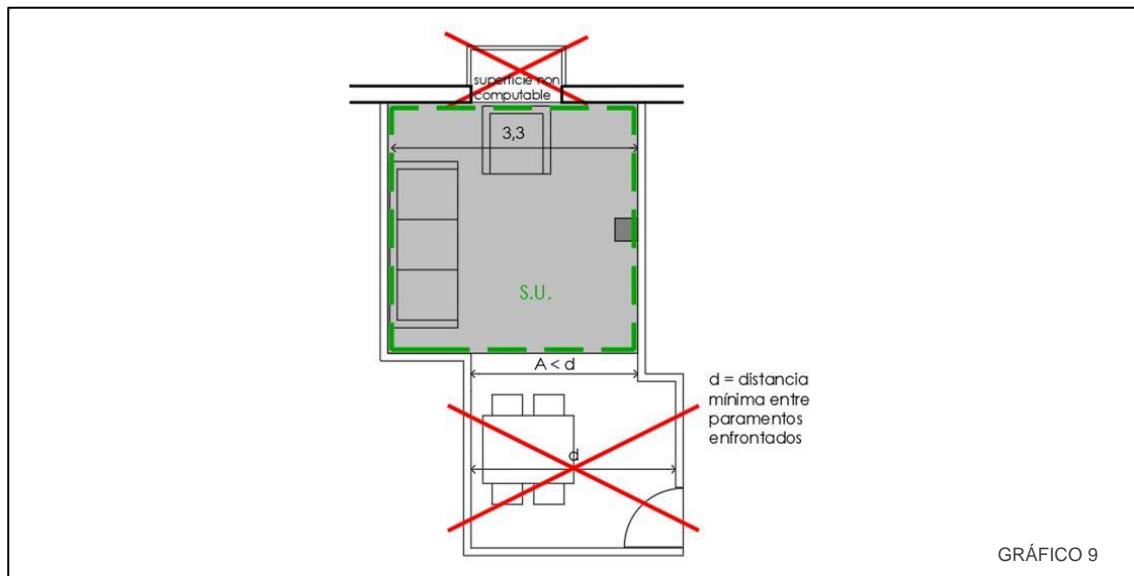 superficie non
computable
3,3
S.U.
A < d
d = distancia
mínima entre
paramentos
enfrontados
d
GRÁFICO 9